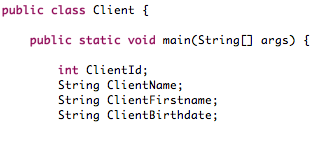 public class Client {
public static void main(String[] args) {
int ClientId;
String ClientName;
String ClientFirstname;
String ClientBirthdate;